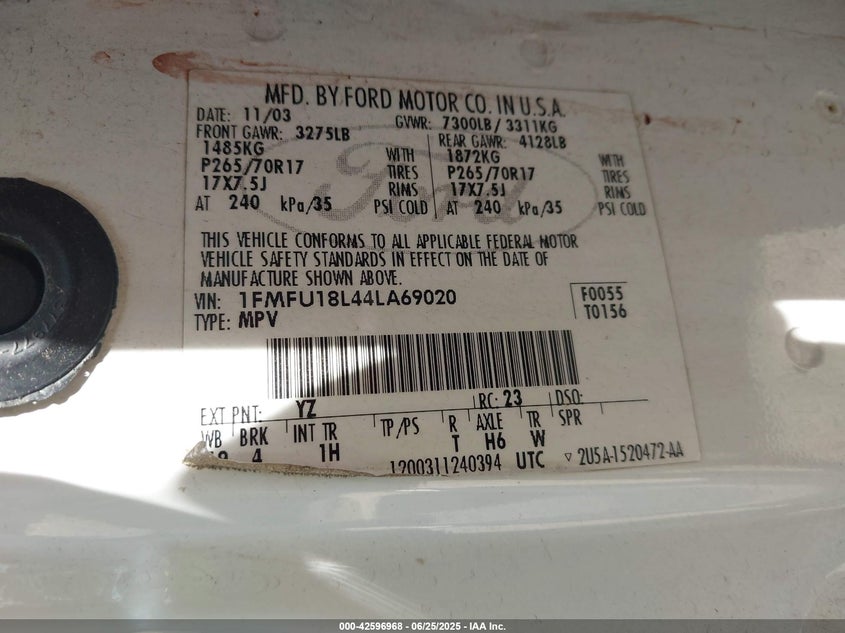 MFD. BY FORD MOTOR CO. IN U.S.A.
DATE: 11/03 GVWR: 7300LB/ 3311KG
FRONT GAWR: 3275LB REAR GAWR: 4128LB
1485KG WITH 1872KG WITH
P265/70R17 TIRES P265/70R17 TIRES
17X7.5J RIMS 17X7.5J RIMS
AT 240 kPa/35 PSI COLD AT 240 kPa/35 PSI COLD
Ford
THIS VEHICLE CONFORMS TO ALL APPLICABLE FEDERAL MOTOR
VEHICLE SAFETY STANDARDS IN EFFECT ON THE DATE OF
MANUFACTURE SHOWN ABOVE.
VIN: 1FMFU18L44LA69020 F0055
TYPE: MPV T0156
EXT PNT: YZ RC: 23 DSO:
WB BRK INT TR TP/PS R AXLE TR SPR
4 1H T H6 W
1200311240394 UTC ▽ 2U5A-1520472-AA
000-42596968 - 06/25/2025 - IAA Inc.